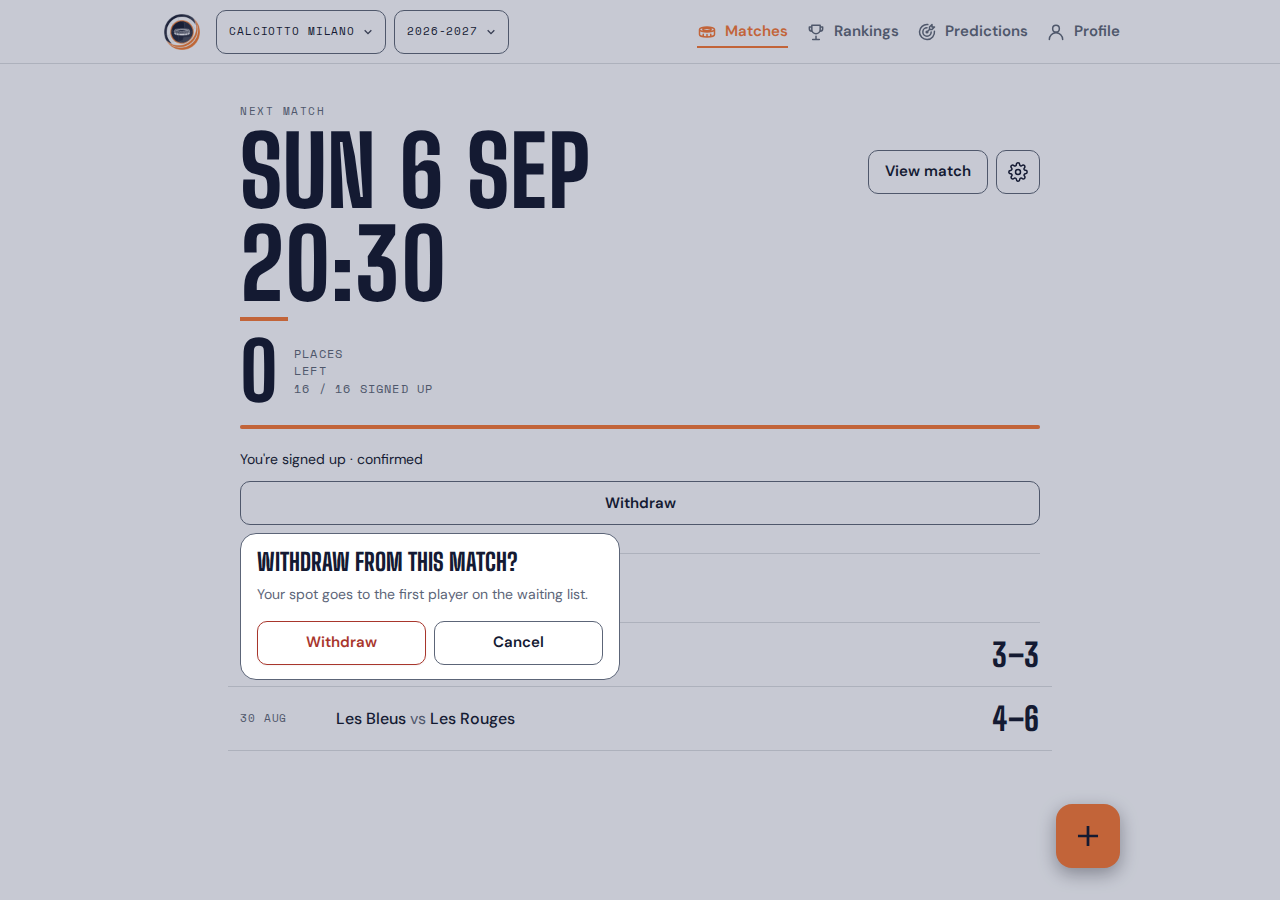 CALCIOTTO MILANO
2026-2027
Matches
Rankings
Predictions
Profile
NEXT MATCH
SUN 6 SEP
20:30
View match
0
PLACES
LEFT
16 / 16 SIGNED UP
You're signed up · confirmed
Withdraw
WITHDRAW FROM THIS MATCH?
Your spot goes to the first player on the waiting list.
Withdraw
Cancel
3–3
30 AUG
Les Bleus vs Les Rouges
4–6